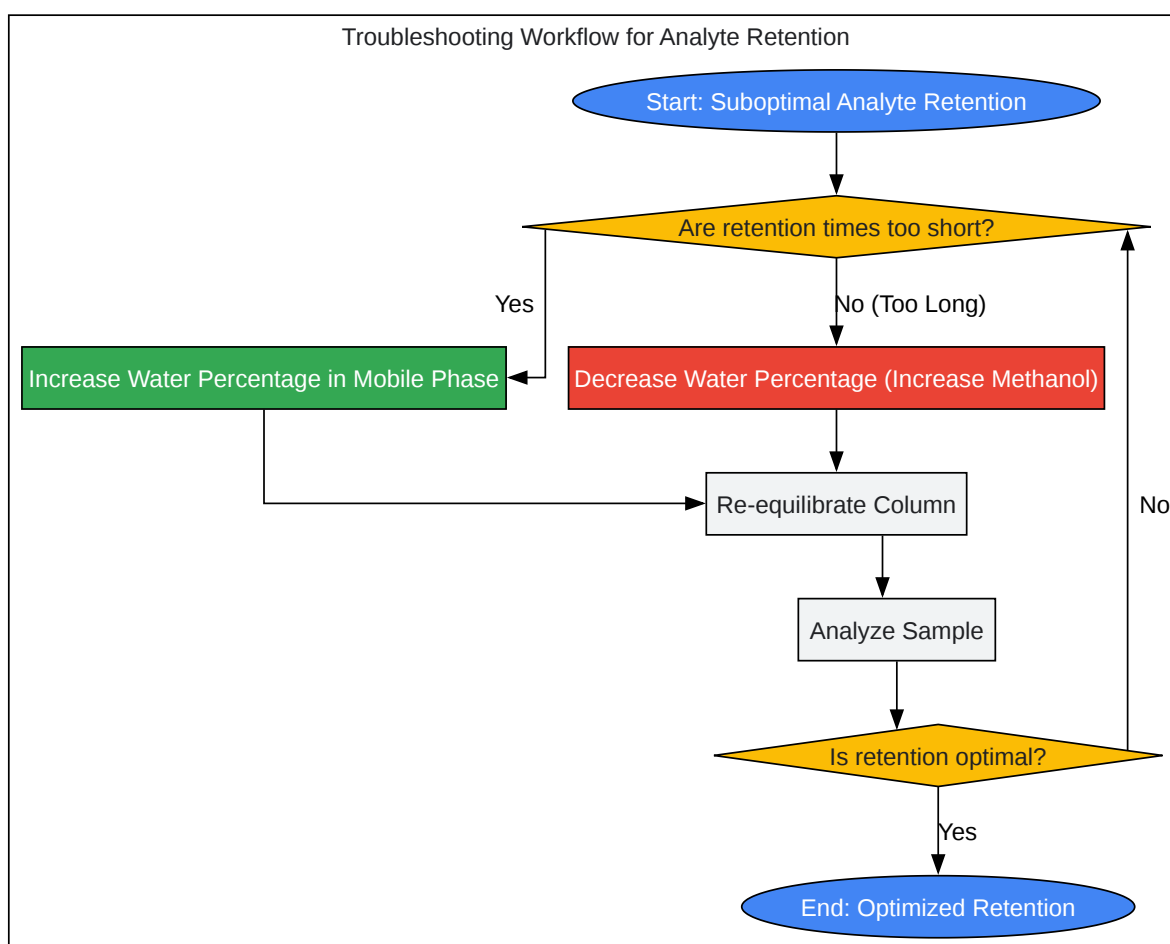 Troubleshooting Workflow for Analyte Retention
Start: Suboptimal Analyte Retention
Are retention times too short?
Yes
No (Too Long)
Increase Water Percentage in Mobile Phase
Decrease Water Percentage (Increase Methanol)
Re-equilibrate Column
No
Analyze Sample
Is retention optimal?
Yes
End: Optimized Retention